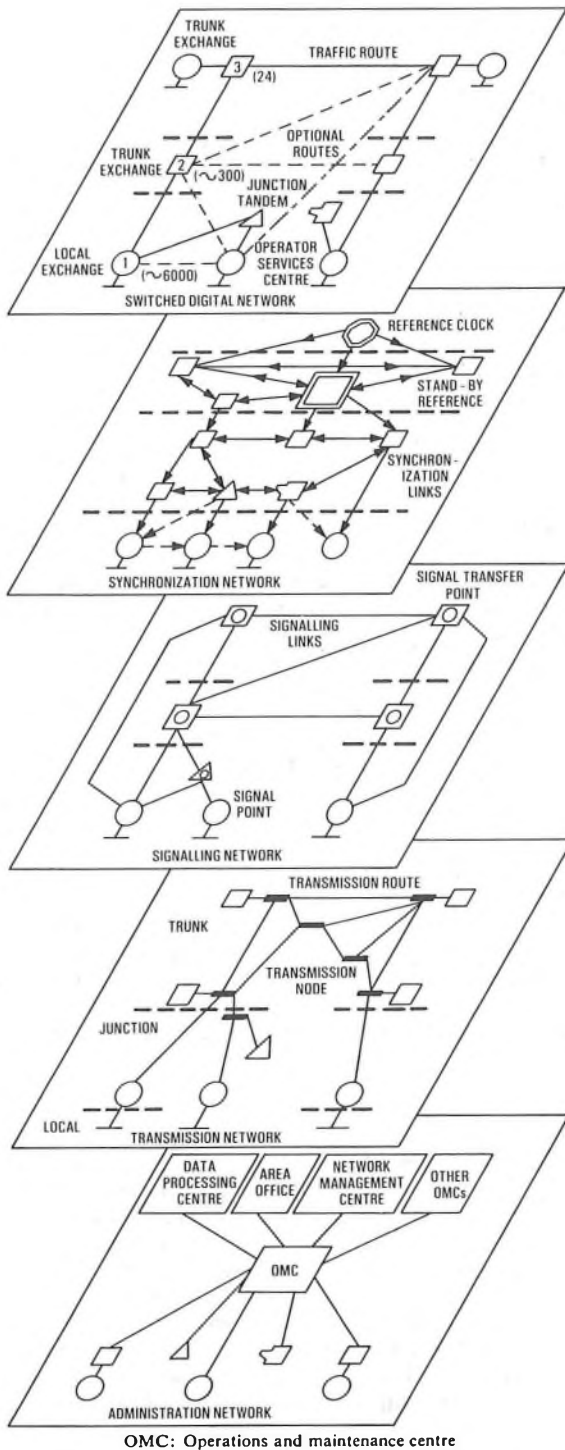 TRUNK
EXCHANGE
3
(24)
TRAFFIC ROUTE
OPTIONAL
ROUTES
TRUNK
EXCHANGE
2
(~300)
JUNCTION
TANDEM
LOCAL
EXCHANGE
1
(~6000)
OPERATOR
SERVICES
CENTRE
SWITCHED DIGITAL NETWORK
REFERENCE CLOCK
STAND-BY
REFERENCE
SYNCHRON-
IZATION
LINKS
SYNCHRONIZATION NETWORK
SIGNAL TRANSFER
POINT
SIGNALLING
LINKS
SIGNAL
POINT
SIGNALLING NETWORK
TRANSMISSION ROUTE
TRUNK
TRANSMISSION
NODE
JUNCTION
LOCAL
TRANSMISSION NETWORK
DATA
PROCESSING
CENTRE
AREA
OFFICE
NETWORK
MANAGEMENT
CENTRE
OTHER
OMCs
OMC
ADMINISTRATION NETWORK
OMC: Operations and maintenance centre